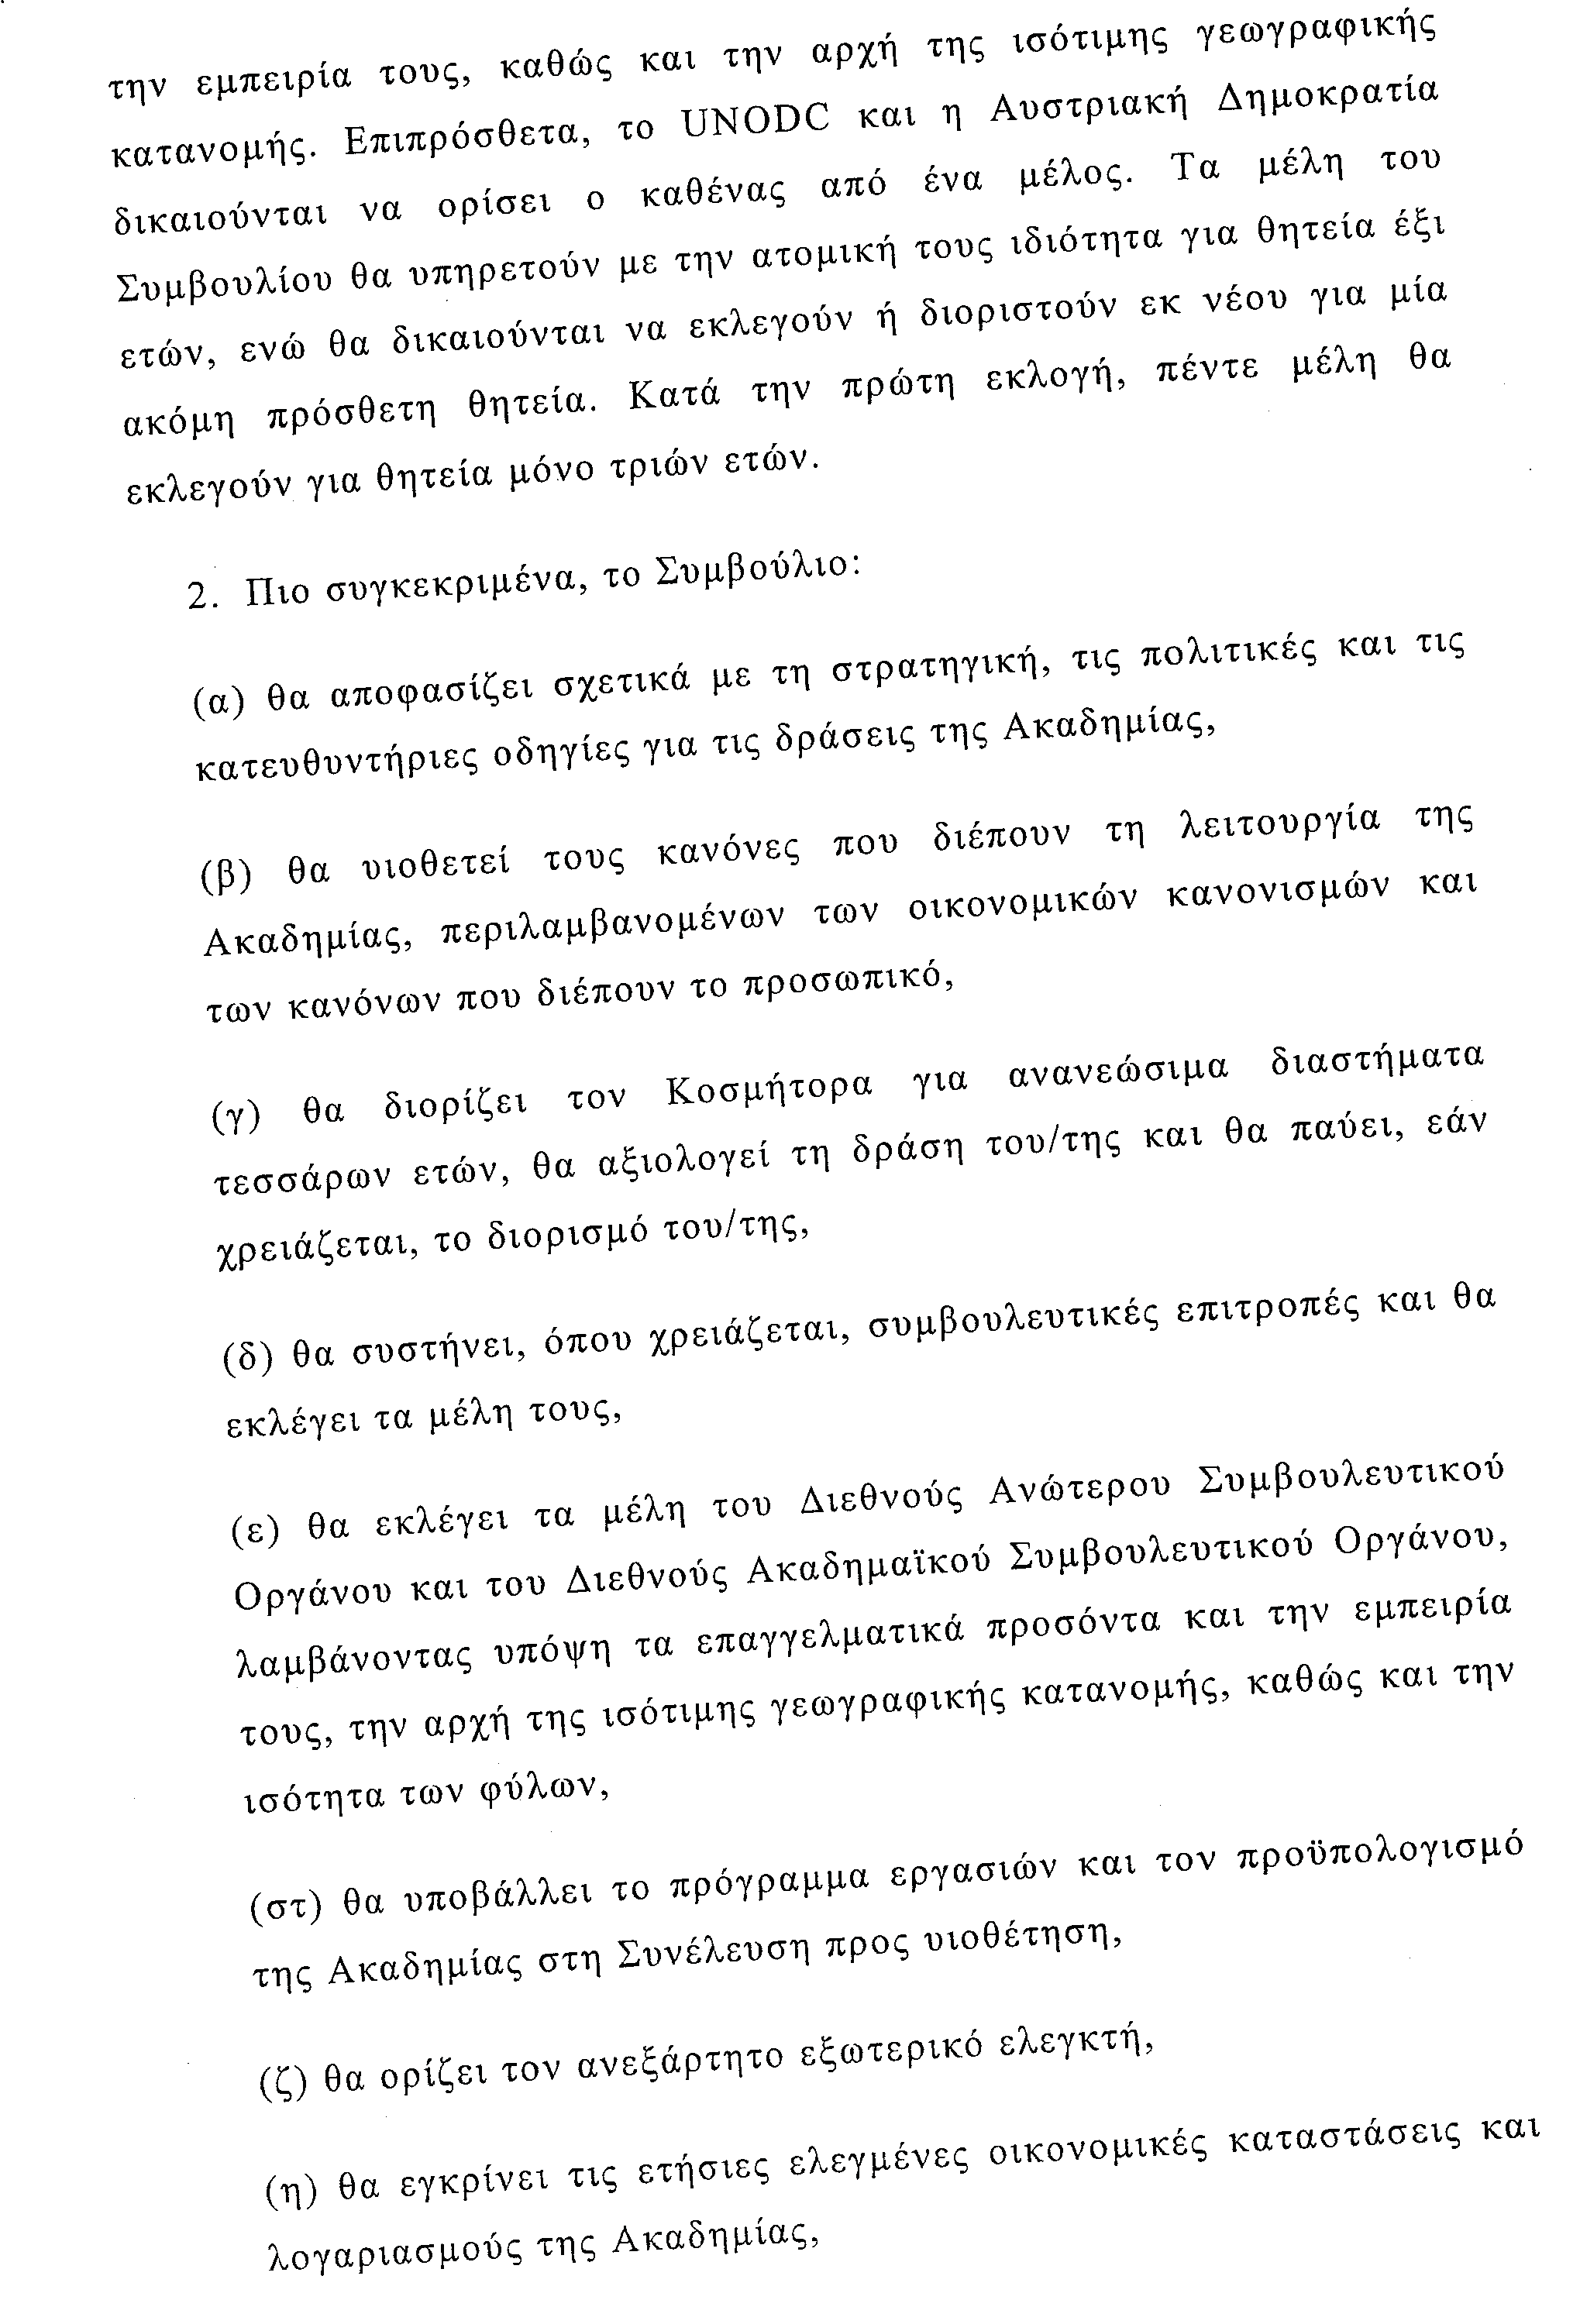 την εμπειρία τους, καθώς και την αρχή της ισότιμης γεωγραφικής
κατανομής. Επιπρόσθετα, το UNODC και η Αυστριακή Δημοκρατία
δικαιούνται να ορίσει ο καθένας από ένα μέλος. Τα μέλη του
Συμβουλίου θα υπηρετούν με την ατομική τους ιδιότητα για θητεία έξι
ετών, ενώ θα δικαιούνται να εκλεγούν ή διοριστούν εκ νέου για μία
ακόμη πρόσθετη θητεία. Κατά την πρώτη εκλογή, πέντε μέλη θα
εκλεγούν για θητεία μόνο τριών ετών.
2. Πιο συγκεκριμένα, το Συμβούλιο:
(α) θα αποφασίζει σχετικά με τη στρατηγική, τις πολιτικές και τις
κατευθυντήριες οδηγίες για τις δράσεις της Ακαδημίας,
(β) θα υιοθετεί τους κανόνες που διέπουν τη λειτουργία της
Ακαδημίας, περιλαμβανομένων των οικονομικών κανονισμών και
των κανόνων που διέπουν το προσωπικό,
(γ) θα διορίζει τον Κοσμήτορα για ανανεώσιμα διαστήματα
τεσσάρων ετών, θα αξιολογεί τη δράση του/της και θα παύει, εάν
χρειάζεται, το διορισμό του/της,
(δ) θα συστήνει, όπου χρειάζεται, συμβουλευτικές επιτροπές και θα
εκλέγει τα μέλη τους,
(ε) θα εκλέγει τα μέλη του Διεθνούς Ανώτερου Συμβουλευτικού
Οργάνου και του Διεθνούς Ακαδημαϊκού Συμβουλευτικού Οργάνου,
λαμβάνοντας υπόψη τα επαγγελματικά προσόντα και την εμπειρία
τους, την αρχή της ισότιμης γεωγραφικής κατανομής, καθώς και την
ισότητα των φύλων,
(στ) θα υποβάλλει το πρόγραμμα εργασιών και τον προϋπολογισμό
της Ακαδημίας στη Συνέλευση προς υιοθέτηση,
(ζ) θα ορίζει τον ανεξάρτητο εξωτερικό ελεγκτή,
(η) θα εγκρίνει τις ετήσιες ελεγμένες οικονομικές καταστάσεις και
λογαριασμούς της Ακαδημίας,